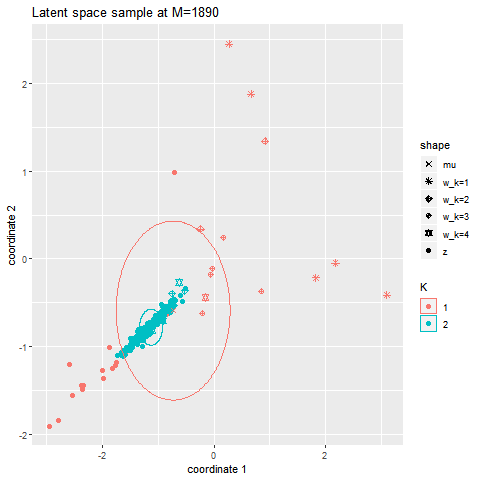 Latent space sample at M=1890
2
1
0
-1
-2
-2
0
2
coordinate 1
coordinate 2
shape
mu
w_k=1
w_k=2
w_k=3
w_k=4
z
K
1
2